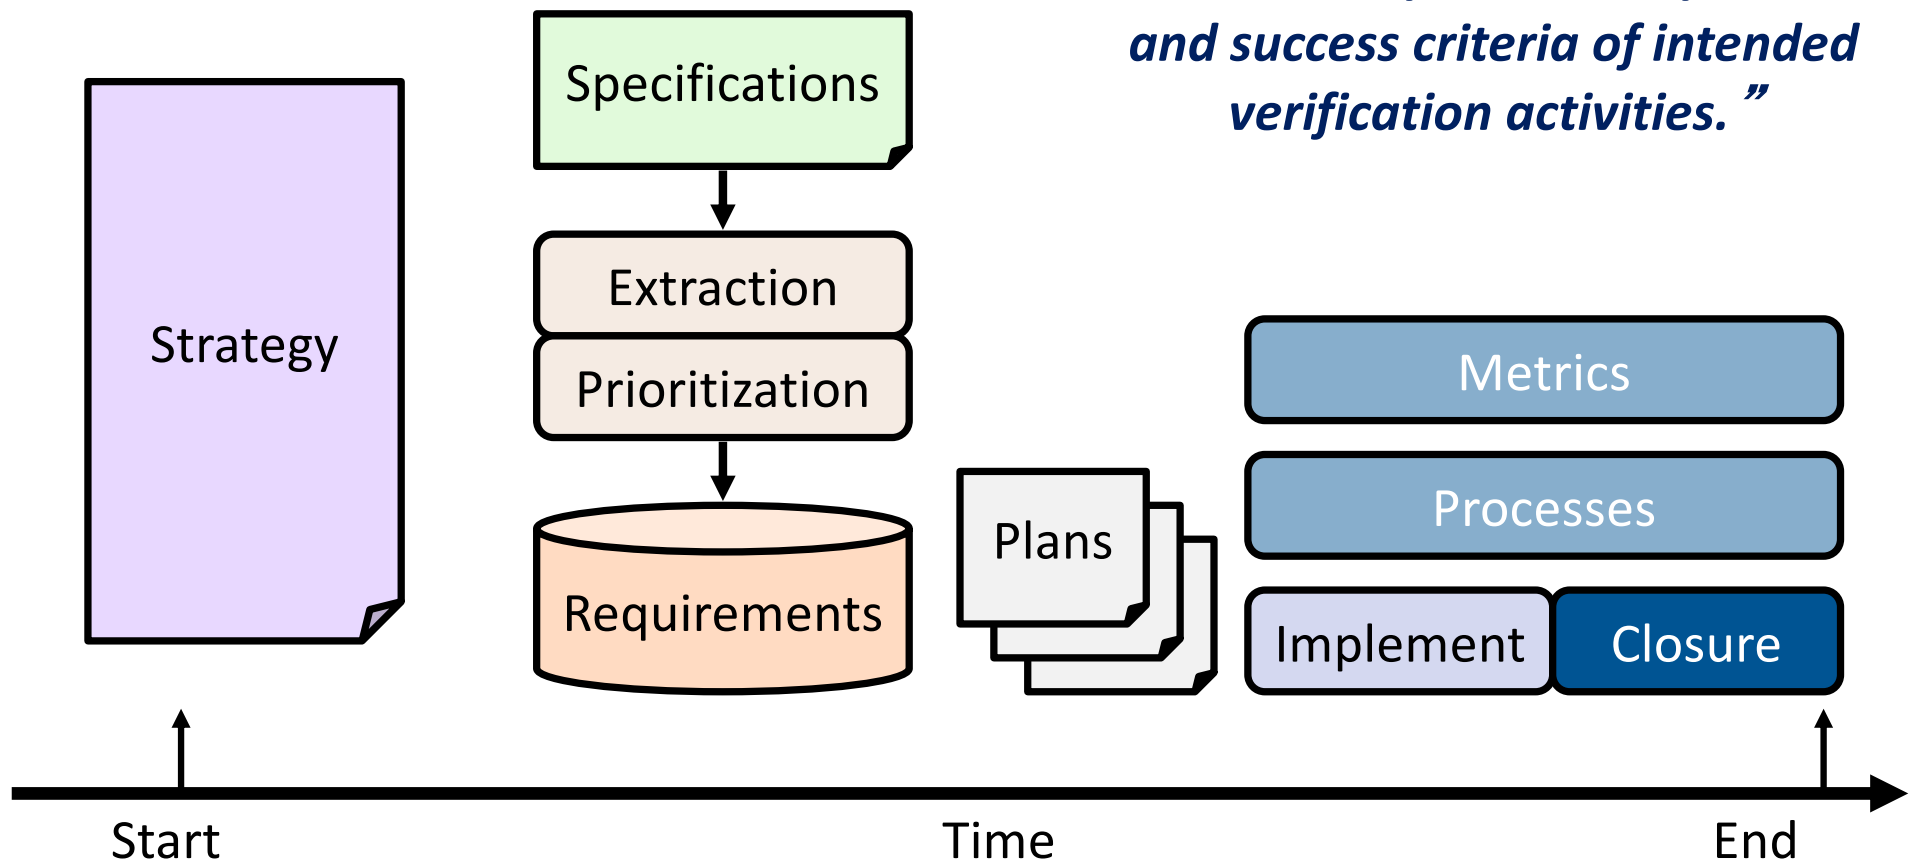 and success criteria of intended
verification activities.”
Specifications
Extraction
Prioritization
Requirements
Strategy
Plans
Metrics
Processes
Implement
Closure
Start
Time
End